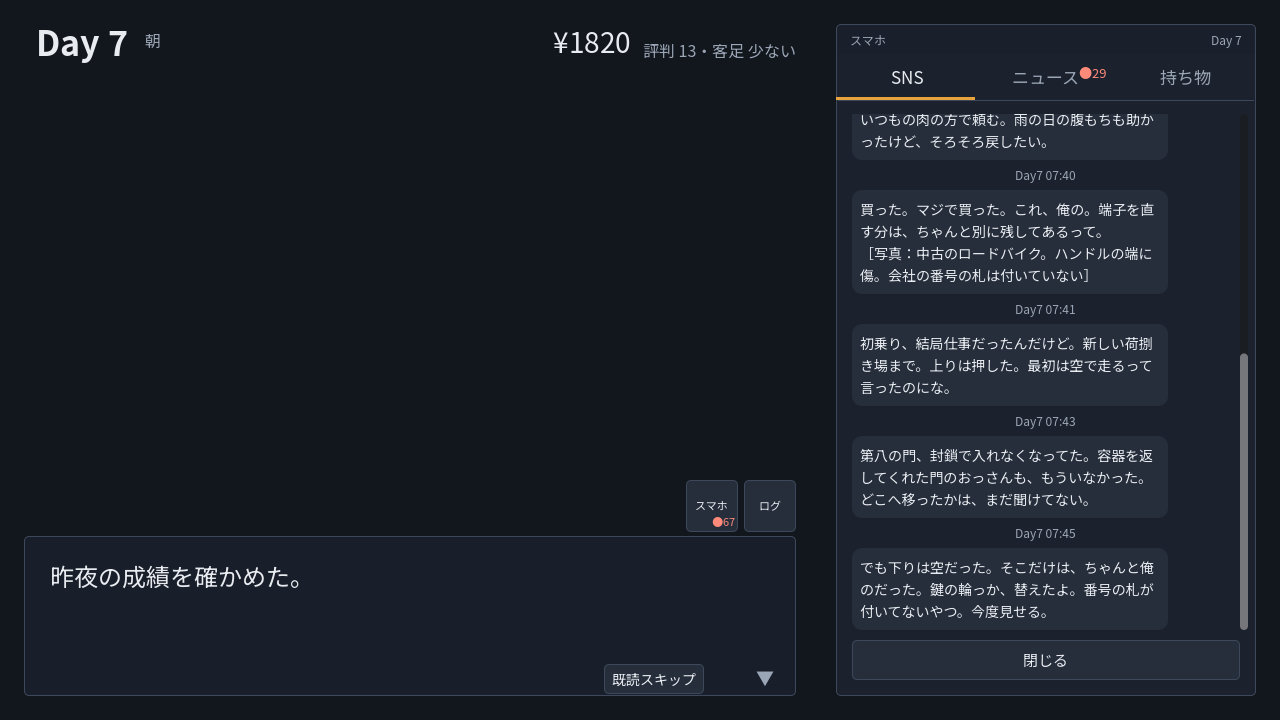 Day 7 朝
¥1820 評判 13・客足 少ない
スマホ
●67
ログ
昨夜の成績を確かめた。
既読スキップ
▼
スマホ Day 7
SNS ニュース●29 持ち物
いつもの肉の方で頼む。雨の日の腹もちも助か
ったけど、そろそろ戻したい。
Day7 07:40
買った。マジで買った。これ、俺の。端子を直
す分は、ちゃんと別に残してあるって。
［写真：中古のロードバイク。ハンドルの端に
傷。会社の番号の札は付いていない］
Day7 07:41
初乗り、結局仕事だったんだけど。新しい荷捌
き場まで。上りは押した。最初は空で走るって
言ったのにな。
Day7 07:43
第八の門、封鎖で入れなくなってた。容器を返
してくれた門のおっさんも、もういなかった。
どこへ移ったかは、まだ聞けてない。
Day7 07:45
でも下りは空だった。そこだけは、ちゃんと俺
のだった。鍵の輪っか、替えたよ。番号の札が
付いてないやつ。今度見せる。
閉じる